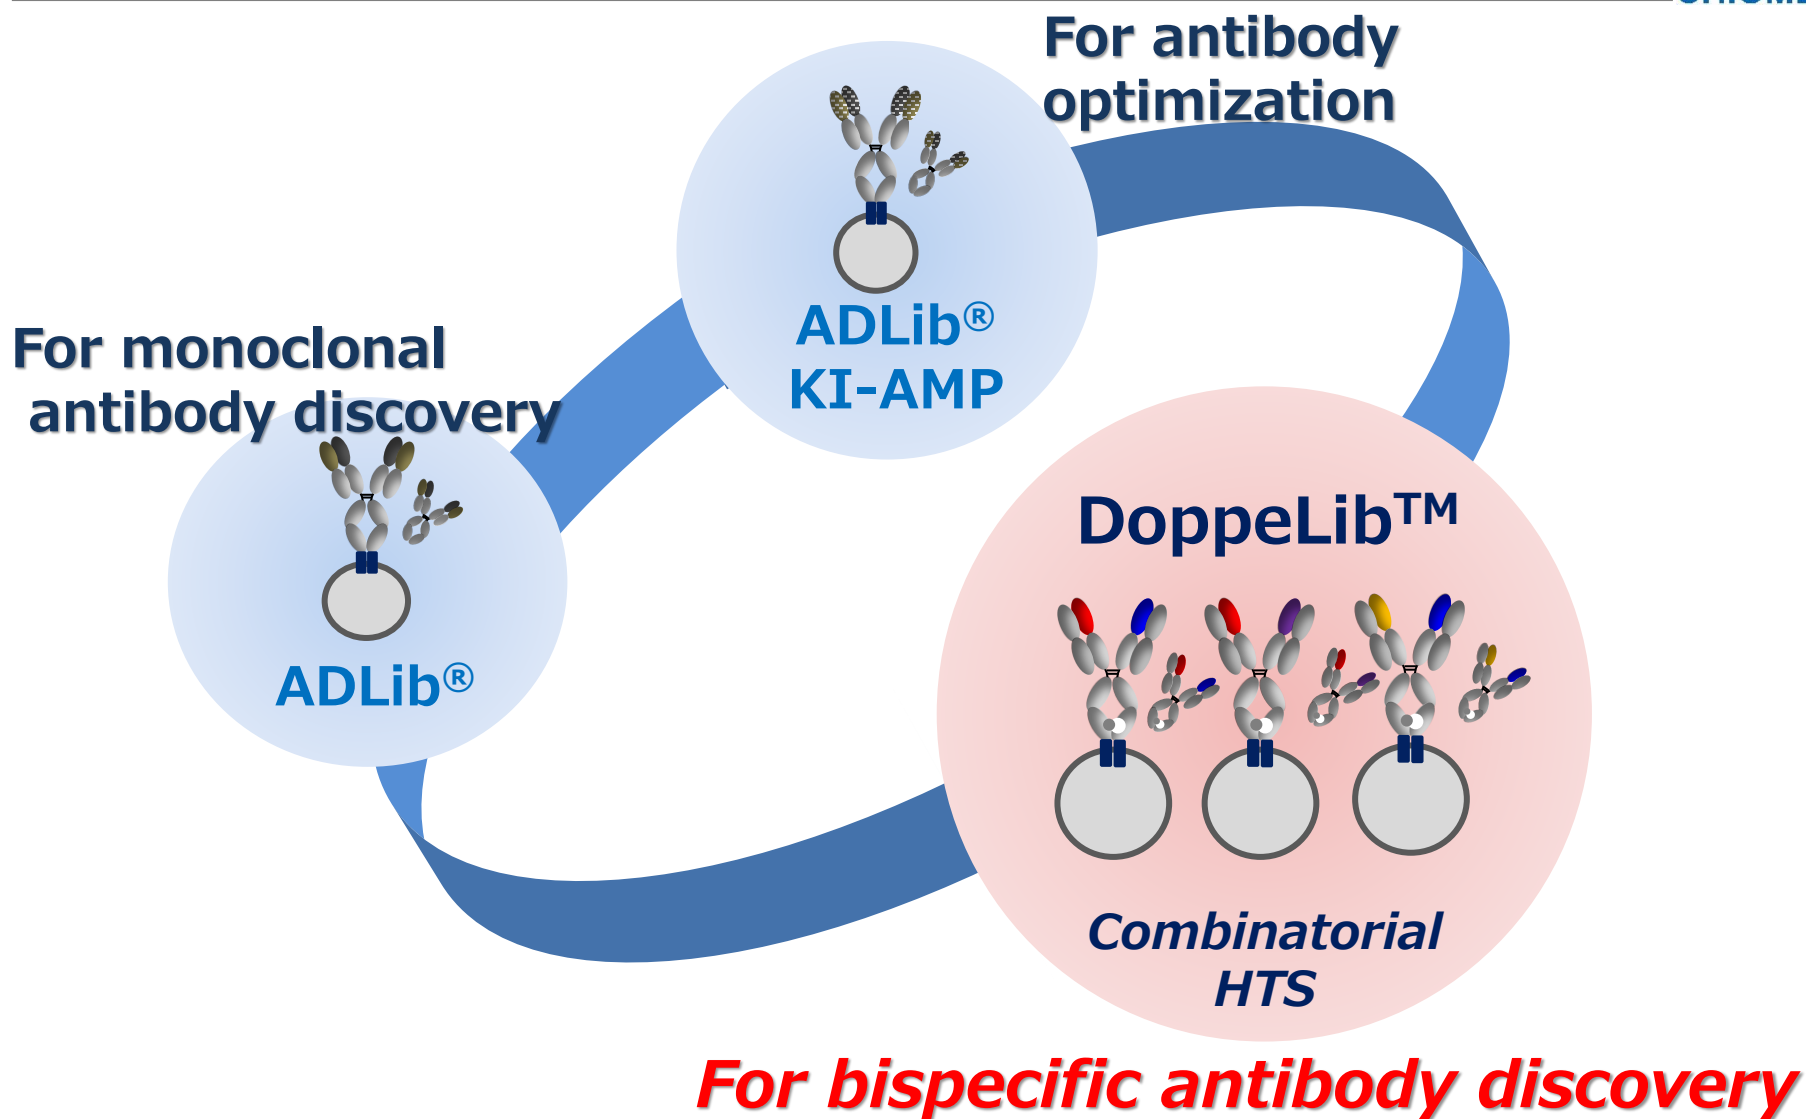 For antibody
optimization
ADLib®
KI-AMP
For monoclonal
antibody discovery
ADLib®
DoppeLib™
Combinatorial
HTS
For bispecific antibody discovery